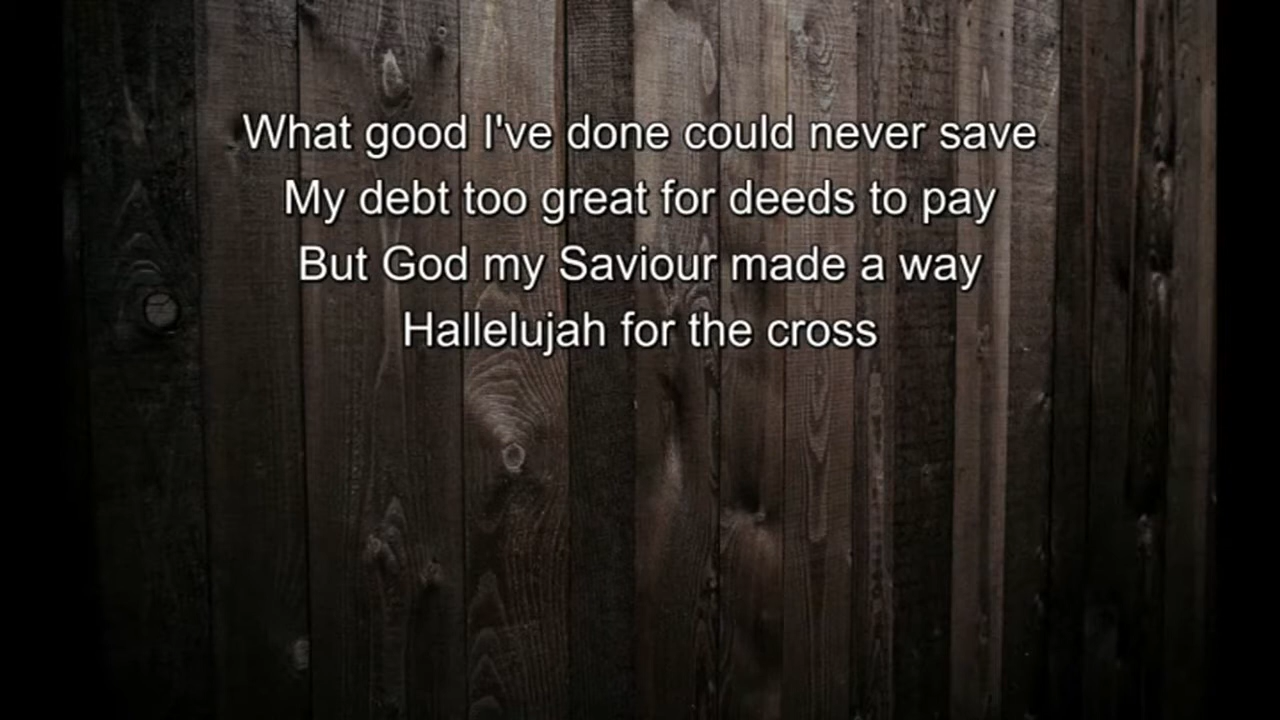 What good I've done could never save
My debt too great for deeds to pay
But God my Saviour made a way
Hallelujah for the cross